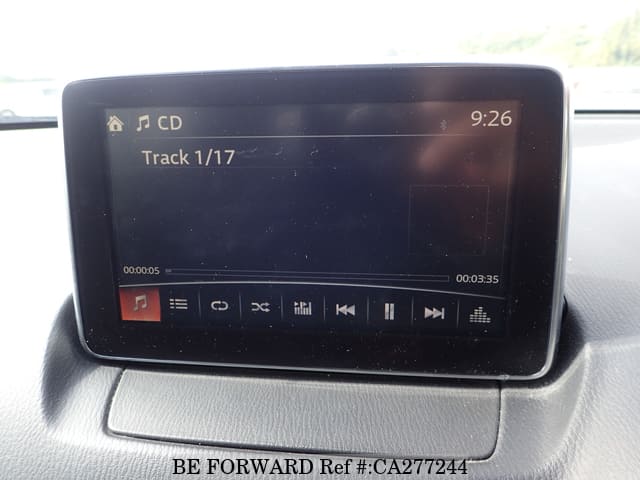 CD 9:26
Track 1/17
00:00:05 00:03:35
BE FORWARD Ref #:CA277244